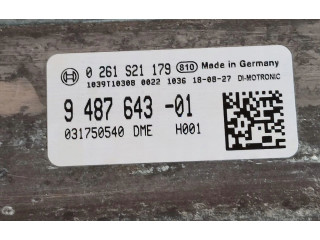 0 261 S21 179 810 Made in Germany
1039T10308 0022 1036 18-08-27 DI-MOTRONIC
9 487 643 -01
031750540 DME H001